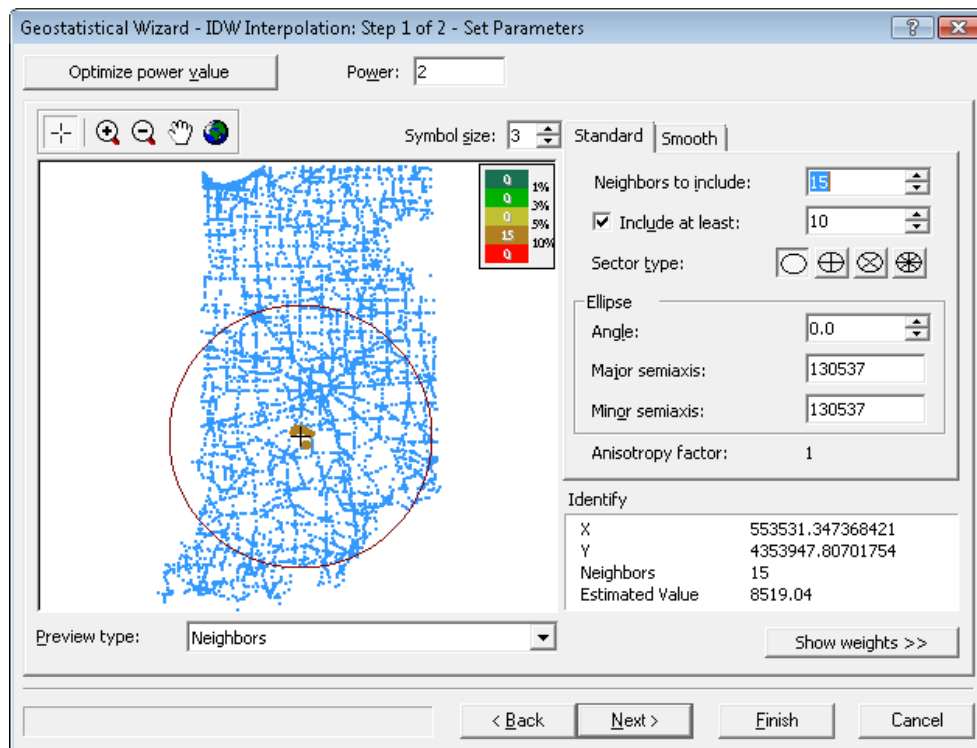 Geostatistical Wizard - IDW Interpolation: Step 1 of 2 - Set Parameters
Optimize power value
Power: 2
Symbol size: 3
Standard Smooth
0
0
0
15
0
1%
3%
5%
10%
Neighbors to include: 15
Include at least: 10
Sector type:
Ellipse
Angle: 0.0
Major semiaxis: 130537
Minor semiaxis: 130537
Anisotropy factor: 1
Identify
X 553531.347368421
Y 4353947.80701754
Neighbors 15
Estimated Value 8519.04
Preview type: Neighbors
Show weights >>
< Back Next > Finish Cancel